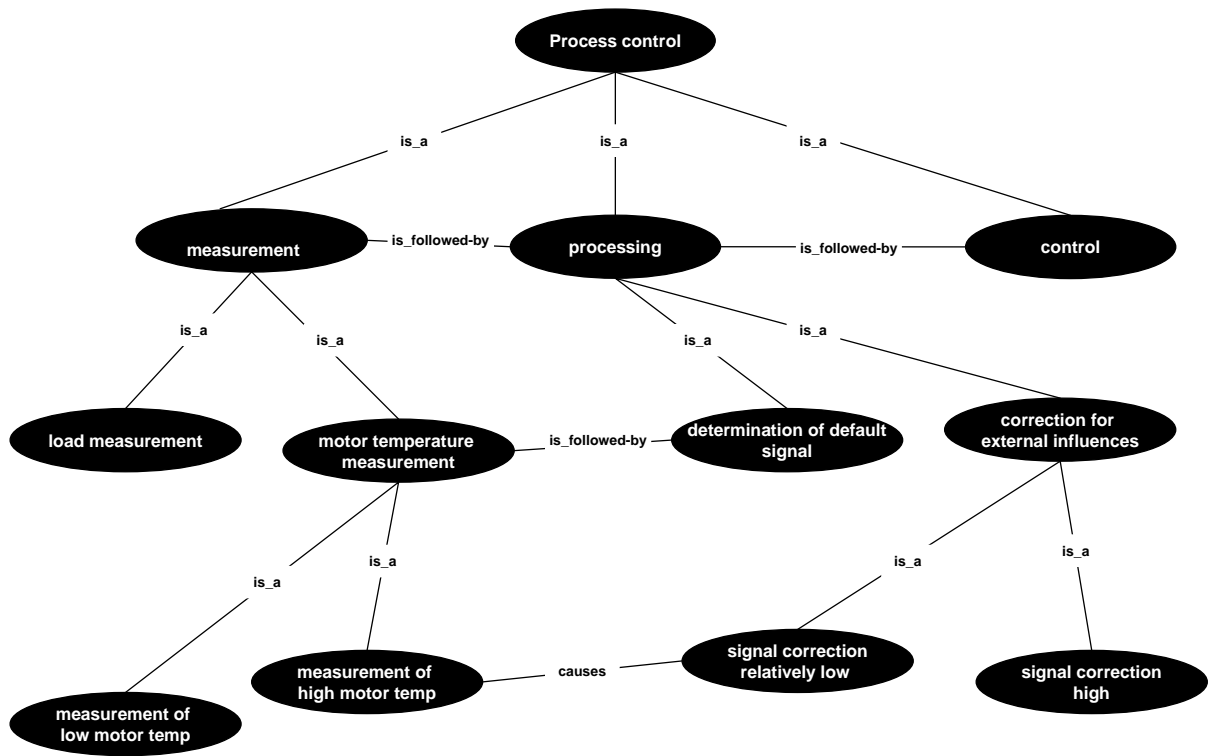 Process control
is_a
is_a
is_a
measurement
is_followed-by
processing
is_followed-by
control
is_a
is_a
is_a
is_a
load measurement
motor temperature
measurement
is_followed-by
determination of default
signal
correction for
external influences
is_a
is_a
is_a
is_a
measurement of
low motor temp
measurement of
high motor temp
causes
signal correction
relatively low
signal correction
high